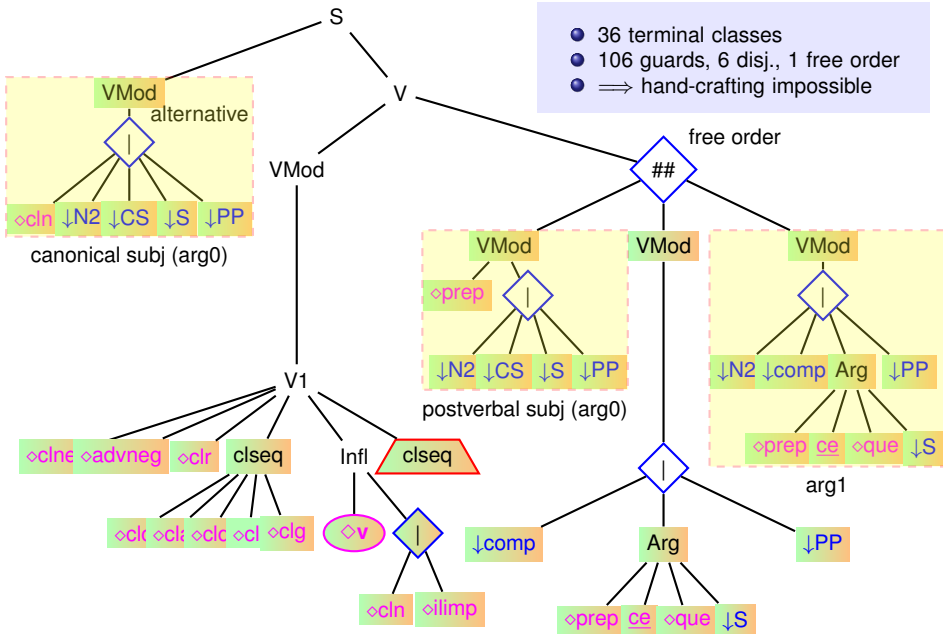 S
36 terminal classes
106 guards, 6 disj., 1 free order
⟹ hand-crafting impossible
VMod
alternative
V
|
free order
VMod
##
◇cln ↓N2 ↓CS ↓S ↓PP
canonical subj (arg0)
VMod VMod VMod
◇prep | |
↓N2 ↓CS ↓S ↓PP ↓N2 ↓comp Arg ↓PP
V1
postverbal subj (arg0)
◇prep ce ◇que ↓S
◇clne ◇advneg ◇clr clseq Infl clseq
|
arg1
◇clg ◇v | ↓comp Arg ↓PP
◇cln ◇ilimp ◇prep ce ◇que ↓S